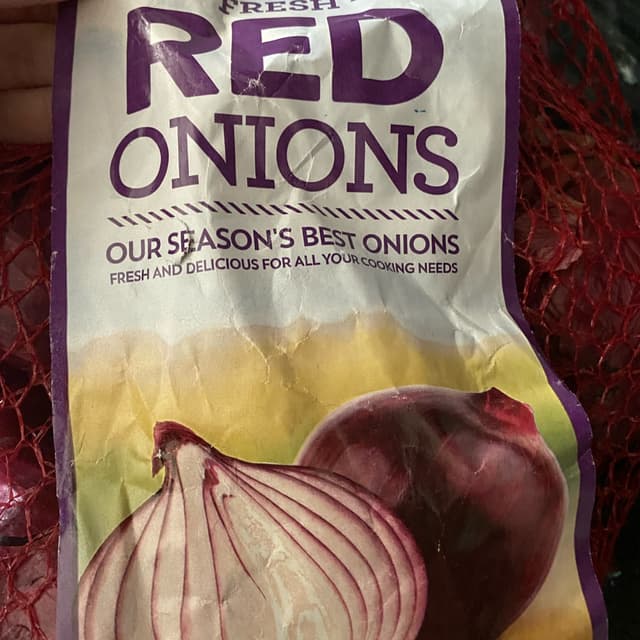 FRESH
RED
ONIONS
OUR SEASON'S BEST ONIONS
FRESH AND DELICIOUS FOR ALL YOUR COOKING NEEDS